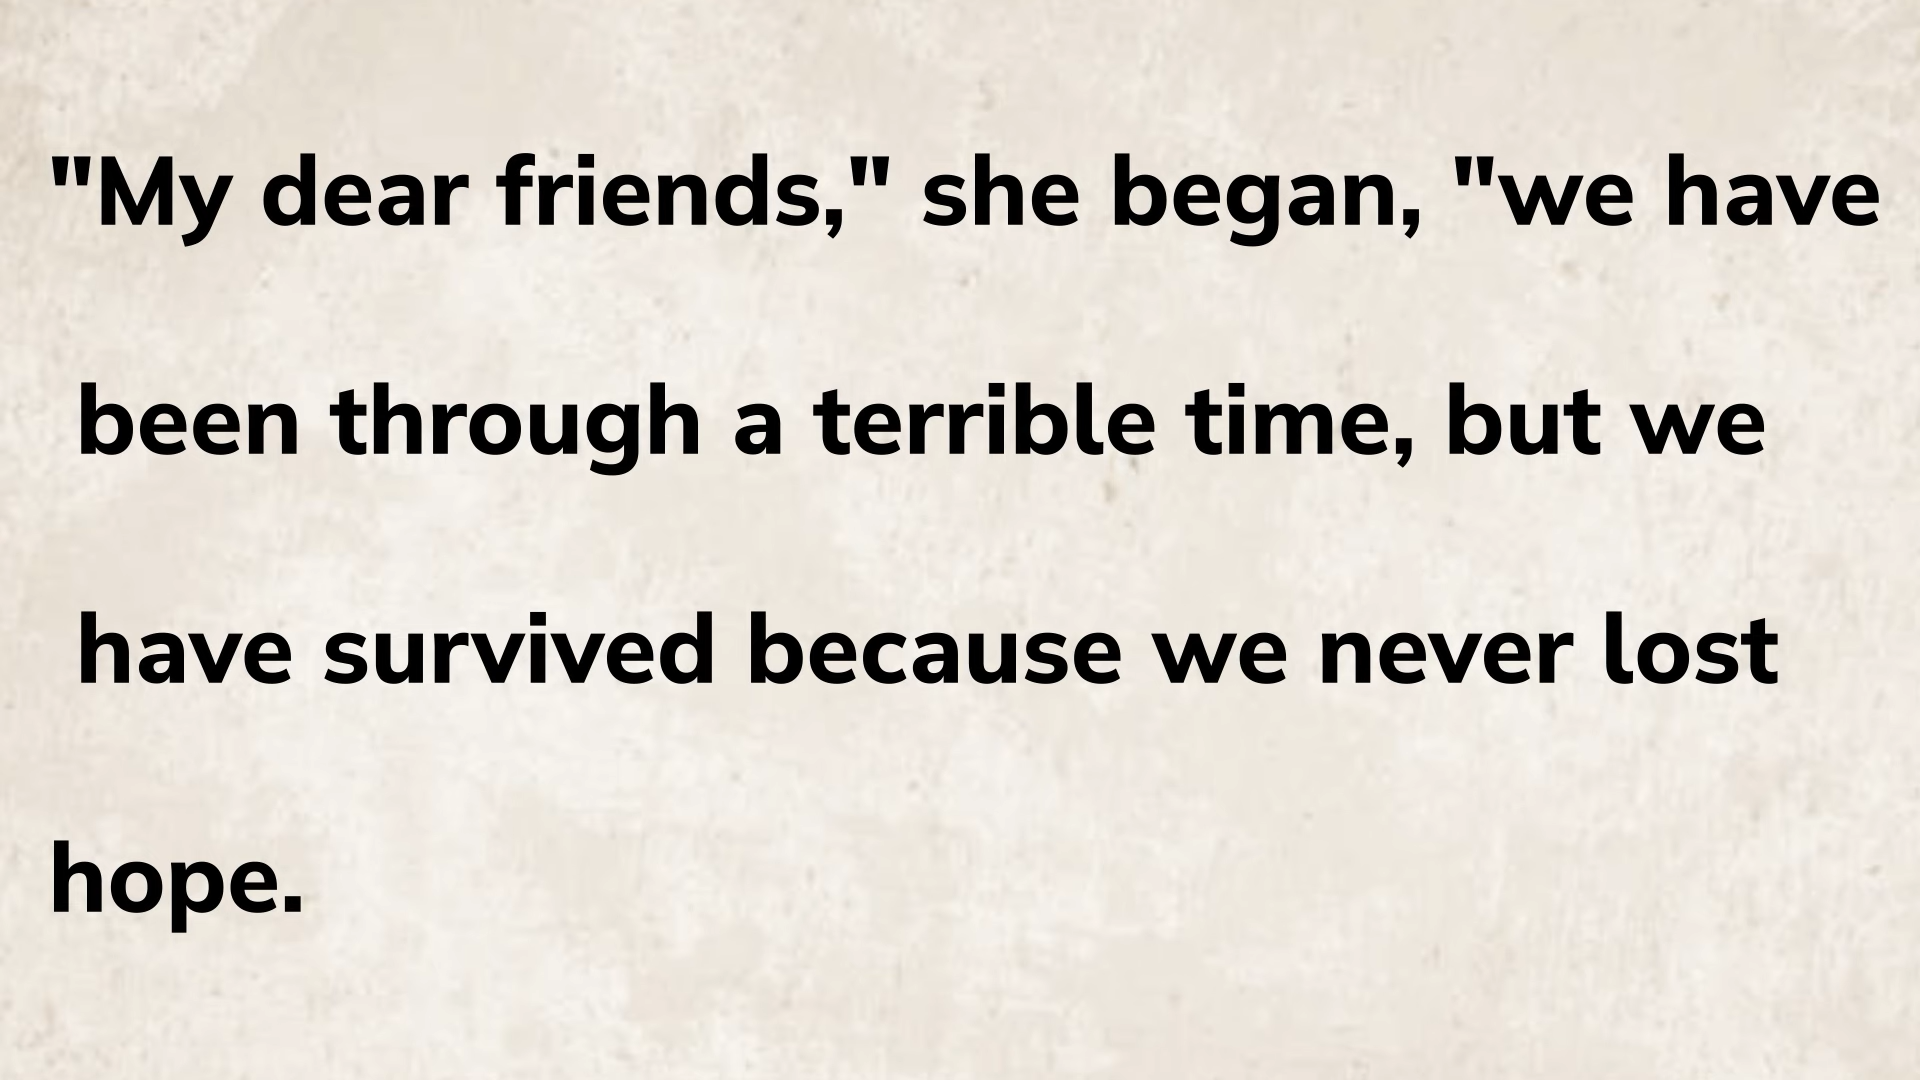 "My dear friends," she began, "we have
been through a terrible time, but we
have survived because we never lost
hope.